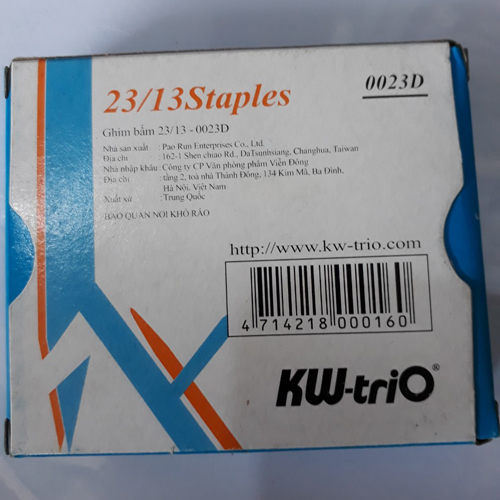 23/13Staples
0023D
Ghim bấm 23/13 - 0023D
Nhà sản xuất : Pao Run Enterprises Co., Ltd.
Địa chỉ : 162-1 Shen chiao Rd., DaTsunhsiang, Changhua, Taiwan
Nhà nhập khẩu: Công ty CP Văn phòng phẩm Viễn Đông
Địa chỉ : tầng 2, toà nhà Thành Đông, 134 Kim Mã, Ba Đình,
Hà Nội, Việt Nam
Xuất xứ : Trung Quốc
BẢO QUẢN NƠI KHÔ RÁO
http://www.kw-trio.com
4 714218 000160
KW-triO®